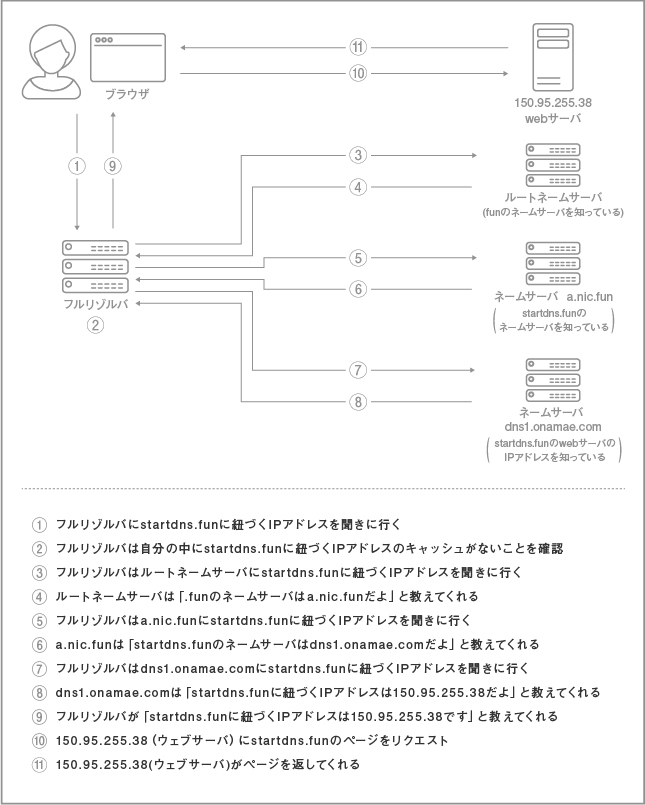 ブラウザ
⑪
⑩
150.95.255.38
webサーバ
①
⑨
③
④
ルートネームサーバ
(funのネームサーバを知っている)
フルリゾルバ
②
⑤
⑥
ネームサーバ a.nic.fun
(startdns.funの
ネームサーバを知っている)
⑦
⑧
ネームサーバ
dns1.onamae.com
(startdns.funのwebサーバの
IPアドレスを知っている)
① フルリゾルバにstartdns.funに紐づくIPアドレスを聞きに行く
② フルリゾルバは自分の中にstartdns.funに紐づくIPアドレスのキャッシュがないことを確認
③ フルリゾルバはルートネームサーバにstartdns.funに紐づくIPアドレスを聞きに行く
④ ルートネームサーバは「.funのネームサーバはa.nic.funだよ」と教えてくれる
⑤ フルリゾルバはa.nic.funにstartdns.funに紐づくIPアドレスを聞きに行く
⑥ a.nic.funは「startdns.funのネームサーバはdns1.onamae.comだよ」と教えてくれる
⑦ フルリゾルバはdns1.onamae.comにstartdns.funに紐づくIPアドレスを聞きに行く
⑧ dns1.onamae.comは「startdns.funに紐づくIPアドレスは150.95.255.38だよ」と教えてくれる
⑨ フルリゾルバが「startdns.funに紐づくIPアドレスは150.95.255.38です」と教えてくれる
⑩ 150.95.255.38（ウェブサーバ）にstartdns.funのページをリクエスト
⑪ 150.95.255.38(ウェブサーバ)がページを返してくれる